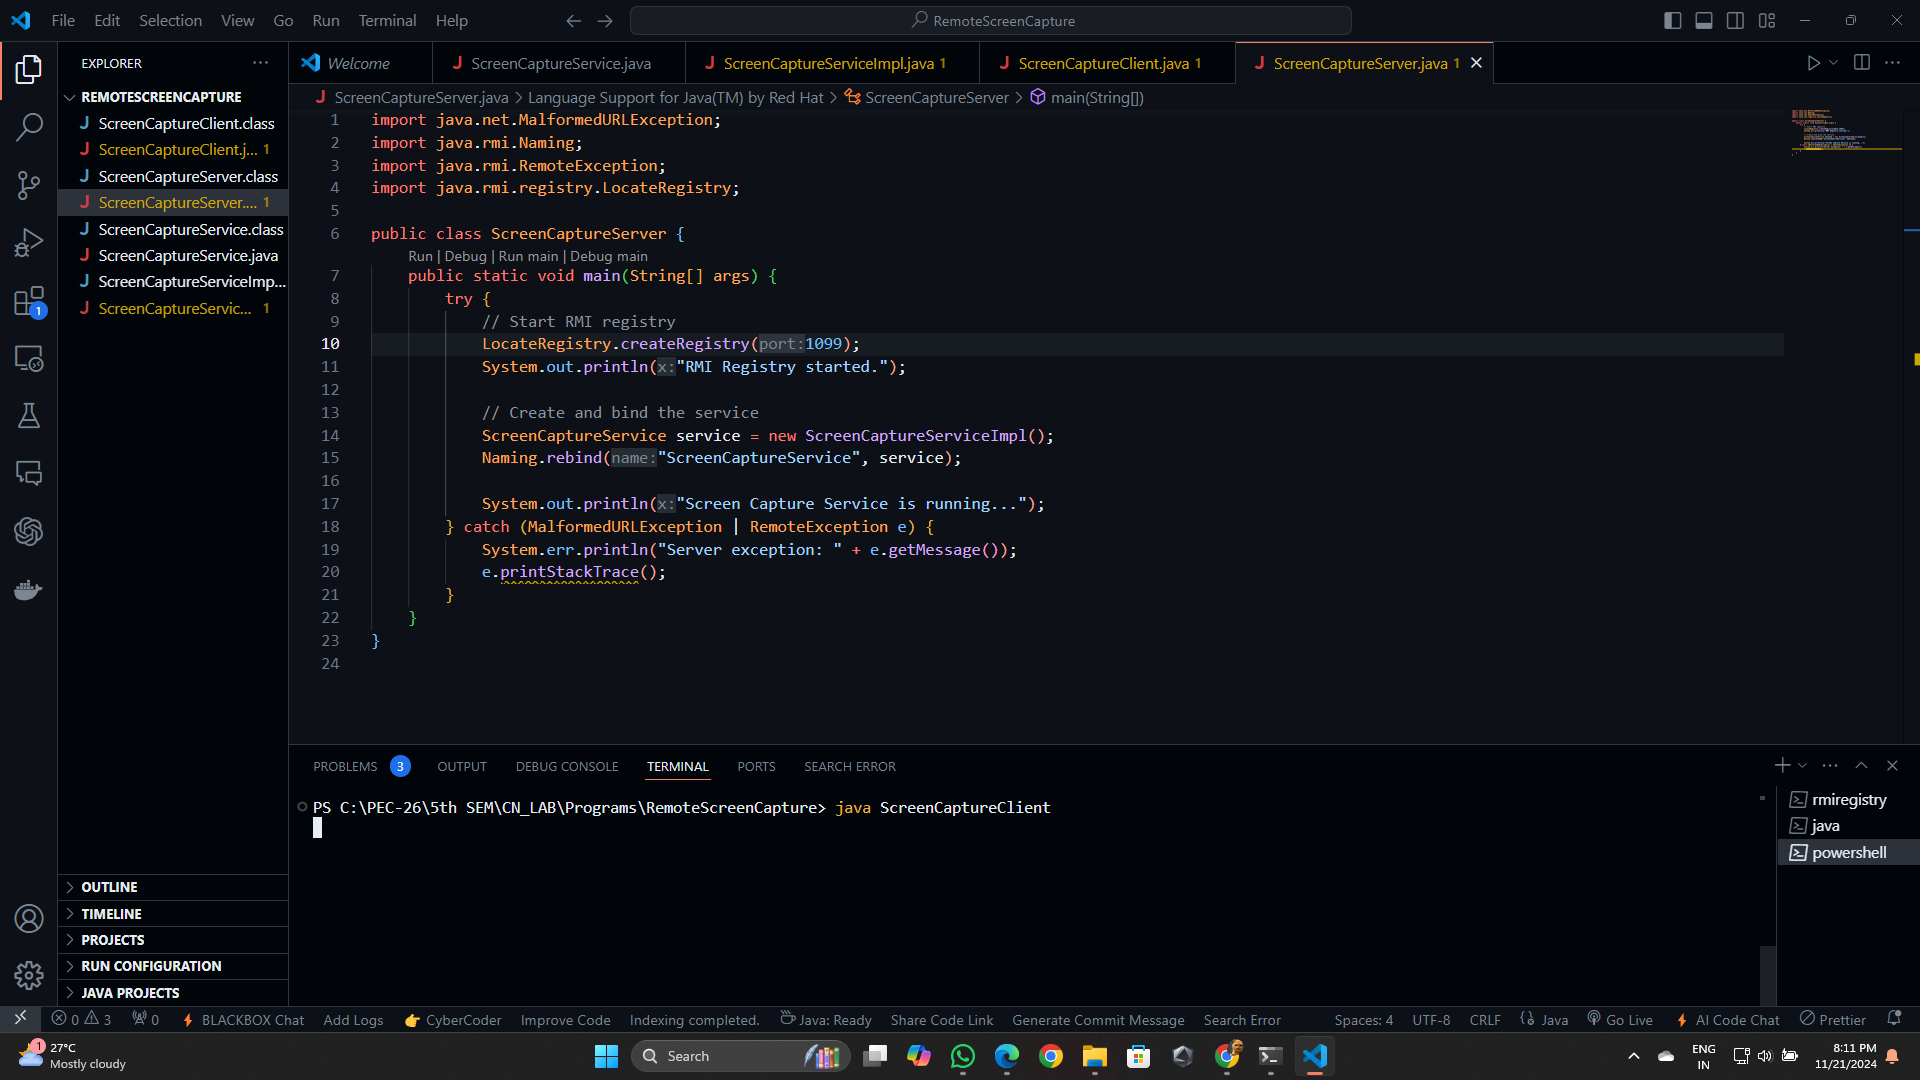 File Edit Selection View Go Run Terminal Help
RemoteScreenCapture
EXPLORER
Welcome
ScreenCaptureService.java
ScreenCaptureServiceImpl.java 1
ScreenCaptureClient.java 1
ScreenCaptureServer.java 1
ScreenCaptureServer.java > Language Support for Java(TM) by Red Hat > ScreenCaptureServer > main(String[])
REMOTESCREENCAPTURE
J ScreenCaptureClient.class
J ScreenCaptureClient.j... 1
J ScreenCaptureServer.class
J ScreenCaptureServer.... 1
J ScreenCaptureService.class
J ScreenCaptureService.java
J ScreenCaptureServiceImp...
J ScreenCaptureServic... 1
1 import java.net.MalformedURLException;
2 import java.rmi.Naming;
3 import java.rmi.RemoteException;
4 import java.rmi.registry.LocateRegistry;
5
6 public class ScreenCaptureServer {
Run | Debug | Run main | Debug main
7 public static void main(String[] args) {
8 try {
9 // Start RMI registry
10 LocateRegistry.createRegistry(port:1099);
11 System.out.println(x:"RMI Registry started.");
12
13 // Create and bind the service
14 ScreenCaptureService service = new ScreenCaptureServiceImpl();
15 Naming.rebind(name:"ScreenCaptureService", service);
16
17 System.out.println(x:"Screen Capture Service is running...");
18 } catch (MalformedURLException | RemoteException e) {
19 System.err.println("Server exception: " + e.getMessage());
20 e.printStackTrace();
21 }
22 }
23 }
24
1
PROBLEMS 3 OUTPUT DEBUG CONSOLE TERMINAL PORTS SEARCH ERROR
PS C:\PEC-26\5th SEM\CN_LAB\Programs\RemoteScreenCapture> java ScreenCaptureClient
rmiregistry
java
powershell
OUTLINE
TIMELINE
PROJECTS
RUN CONFIGURATION
JAVA PROJECTS
0 3 0 BLACKBOX Chat Add Logs CyberCoder Improve Code Indexing completed. Java: Ready Share Code Link Generate Commit Message Search Error Spaces: 4 UTF-8 CRLF Java Go Live AI Code Chat Prettier
1
27°C
Mostly cloudy
Search
ENG
IN
8:11 PM
11/21/2024